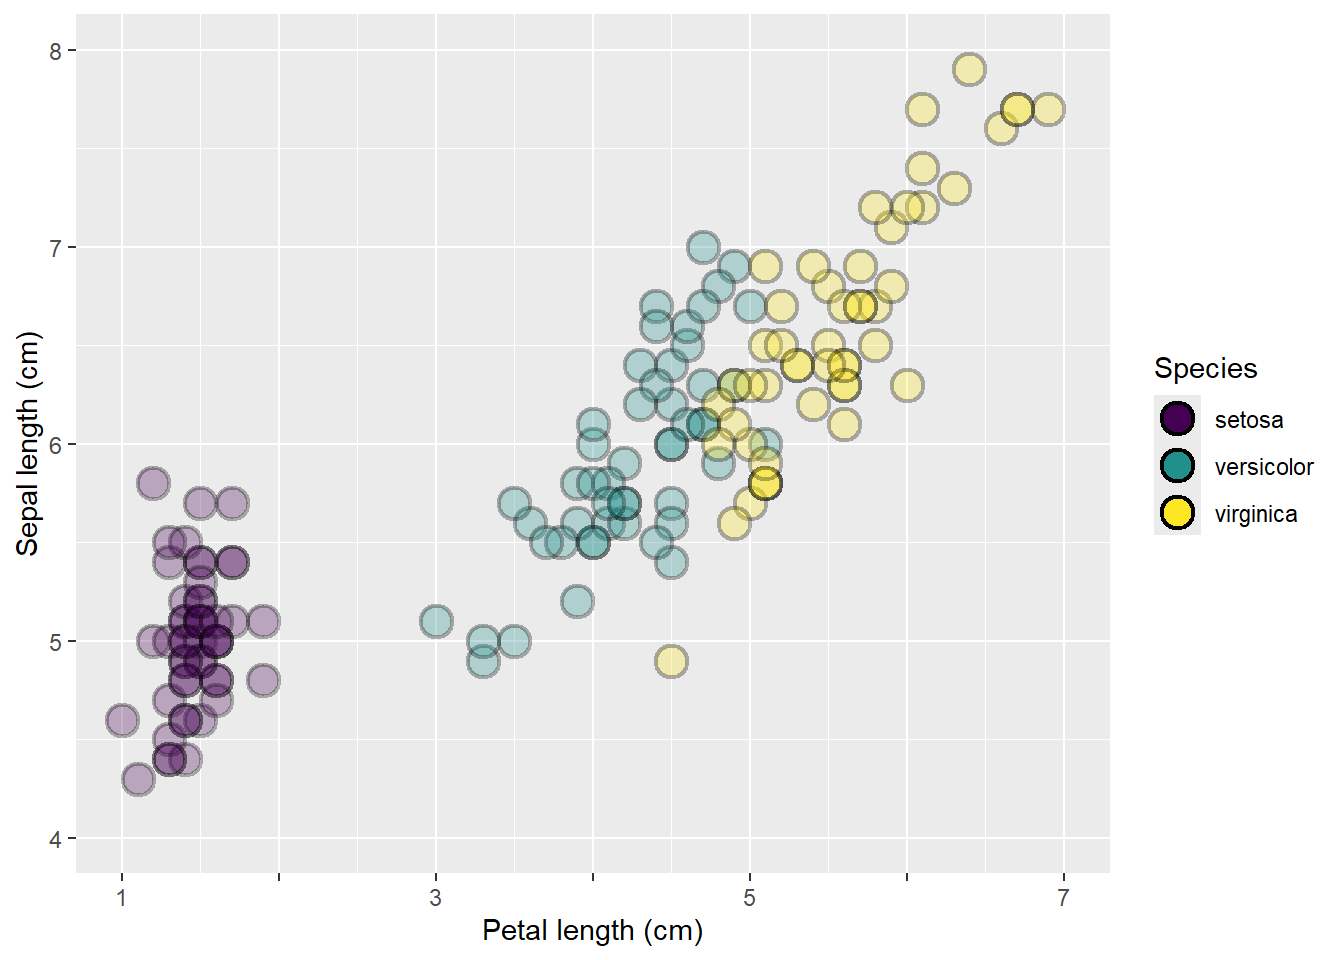 8
7
6
5
4
Sepal length (cm)
1 3 5 7
Petal length (cm)
Species
setosa
versicolor
virginica